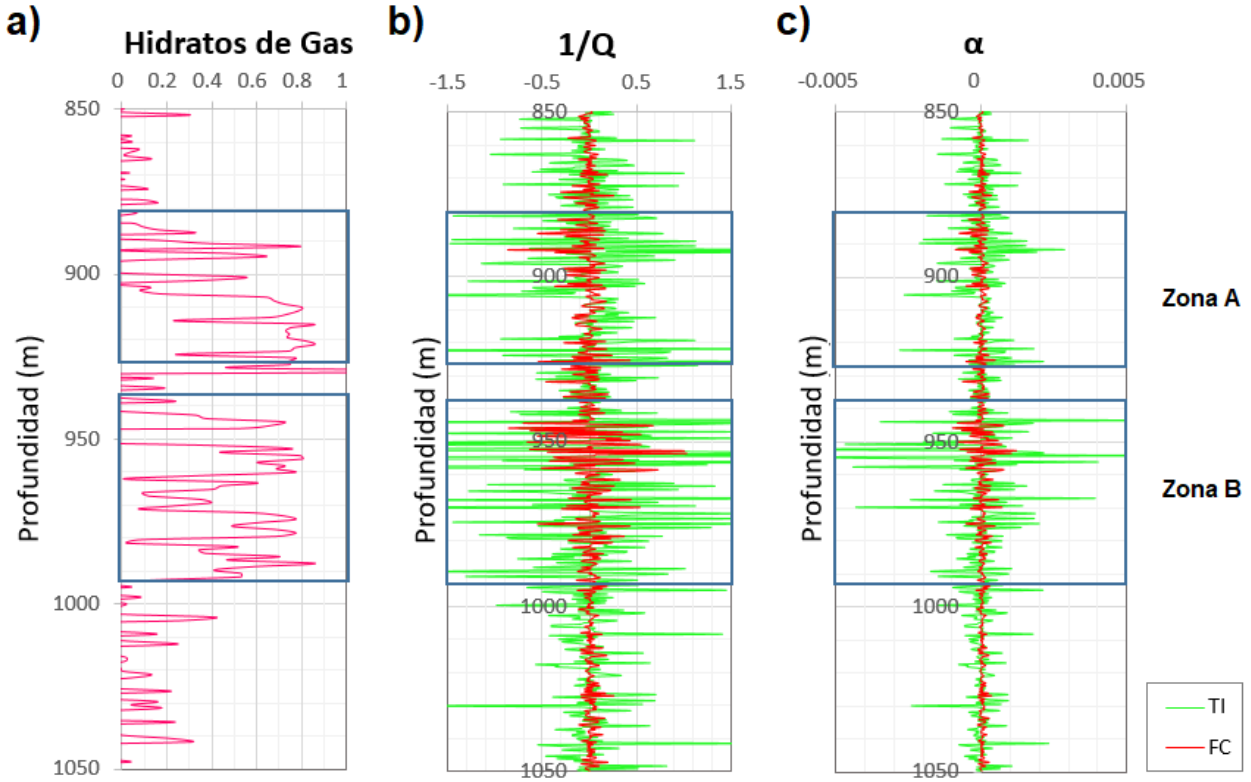 a)
Hidratos de Gas
0 0.2 0.4 0.6 0.8 1
Profundidad (m)
850
900
950
1000
1050
b)
1/Q
-1.5 -0.5 0.5 1.5
Profundidad (m)
850
900
950
1000
1050
c)
α
-0.005 0 0.005
Profundidad (m)
850
900
950
1000
1050
Zona A
Zona B
TI
FC